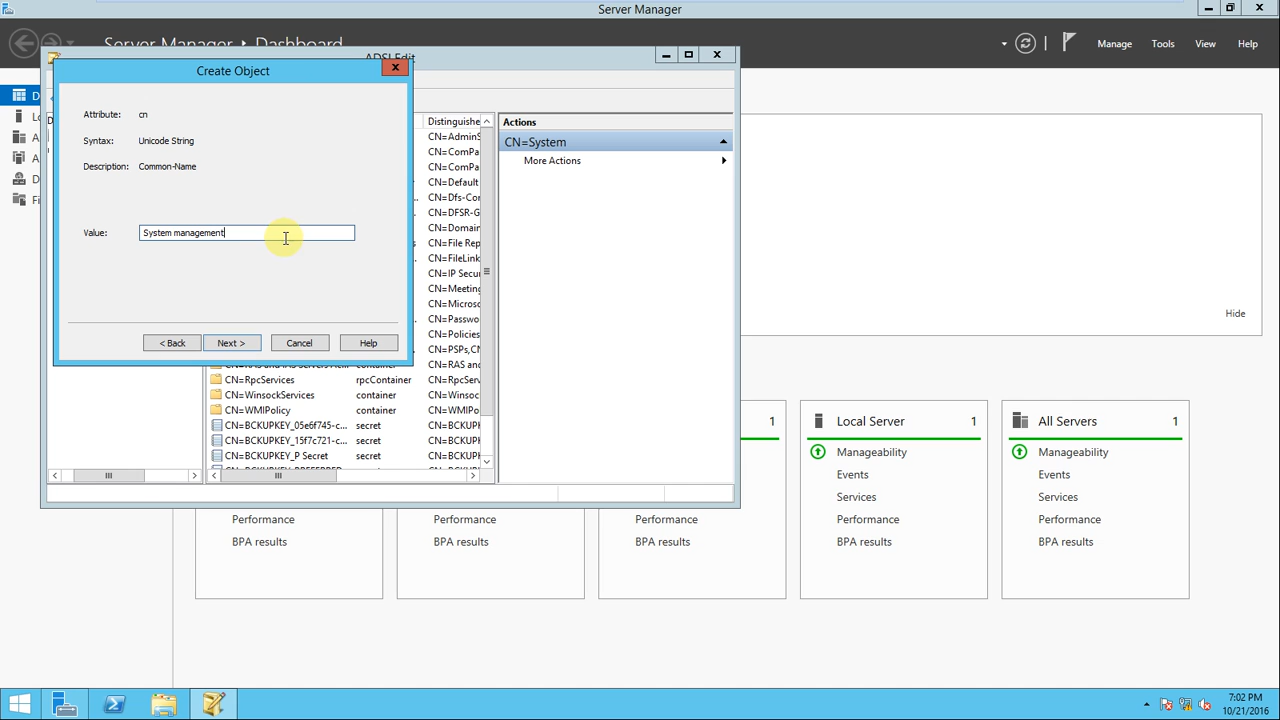 Server Manager
Server Manager • Dashboard
Manage
Tools
View
Help
ADSI Edit
Create Object
Attribute: cn
Syntax: Unicode String
Description: Common-Name
Value: System management
< Back
Next >
Cancel
Help
Distinguishe
CN=AdminS
CN=ComPa
CN=Default
CN=Dfs-Cor
CN=DFSR-G
CN=Domain
CN=File Rep
CN=FileLink
CN=IP Secur
CN=Meeting
CN=Microso
CN=Passwo
CN=Policies
CN=PSPs,CN
CN=RAS and
CN=RpcServices rpcContainer CN=RpcServ
CN=WinsockServices container CN=Winsoc
CN=WMIPolicy container CN=WMIPo
CN=BCKUPKEY_05e6f745-c... secret CN=BCKUPK
CN=BCKUPKEY_15f7c721-c... secret CN=BCKUPK
CN=BCKUPKEY_P Secret secret CN=BCKUPK
Actions
CN=System
More Actions
Hide
1
Local Server 1
All Servers 1
Manageability
Manageability
Events
Events
Services
Services
Performance
Performance
Performance
Performance
Performance
BPA results
BPA results
BPA results
BPA results
BPA results
7:02 PM
10/21/2016